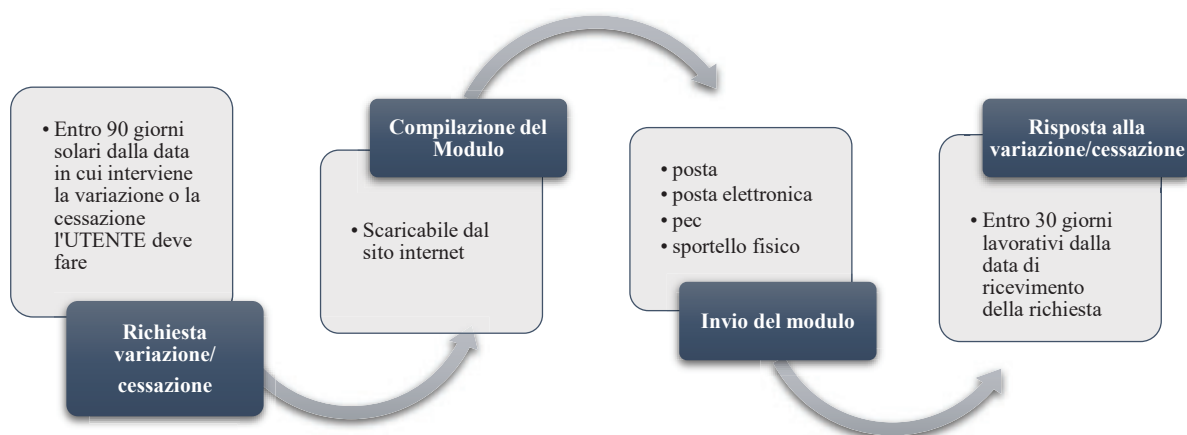 • Entro 90 giorni
solari dalla data
in cui interviene
la variazione o la
cessazione
l'UTENTE deve
fare
Richiesta
variazione/
cessazione
Compilazione del
Modulo
• Scaricabile dal
sito internet
• posta
• posta elettronica
• pec
• sportello fisico
Invio del modulo
Risposta alla
variazione/cessazione
• Entro 30 giorni
lavorativi dalla
data di
ricevimento
della richiesta